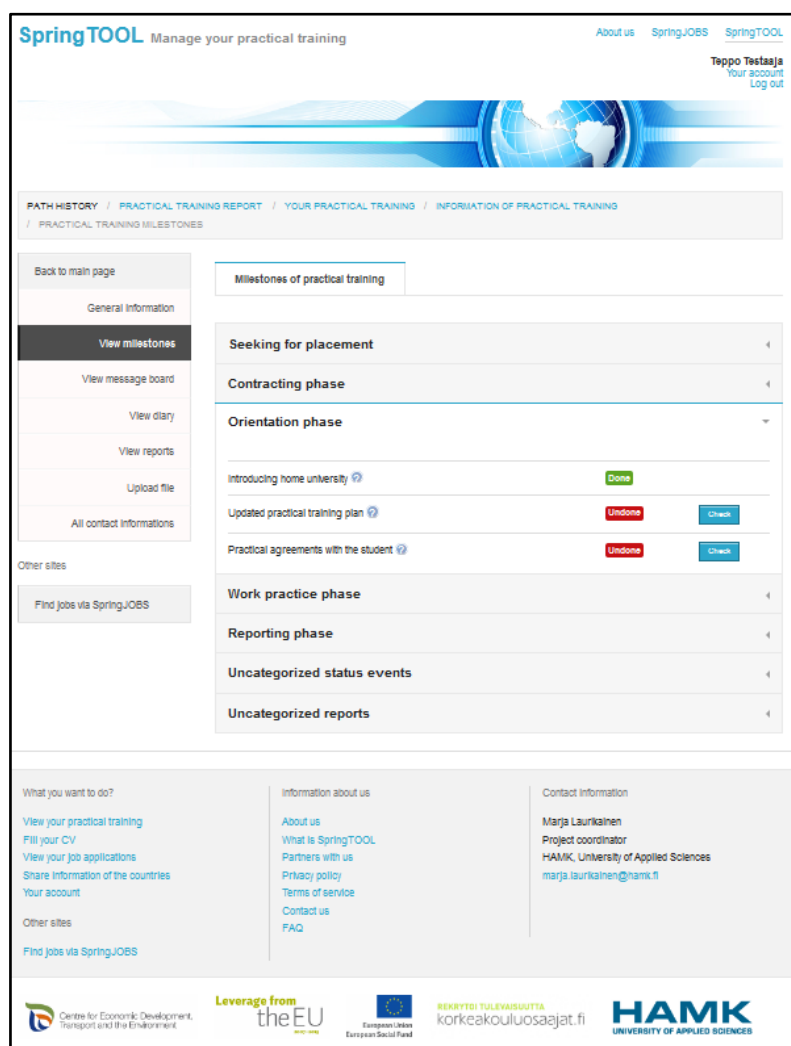 SpringTOOL Manage your practical training
About us SpringJOBS SpringTOOL
Teppo Testaaja
Your account
Log out
PATH HISTORY / PRACTICAL TRAINING REPORT / YOUR PRACTICAL TRAINING / INFORMATION OF PRACTICAL TRAINING
/ PRACTICAL TRAINING MILESTONES
Back to main page
General information
View milestones
View message board
View diary
View reports
Upload file
All contact informations
Other sites
Find jobs via SpringJOBS
Milestones of practical training
Seeking for placement
Contracting phase
Orientation phase
Introducing home university ? Done
Updated practical training plan ? Undone Check
Practical agreements with the student ? Undone Check
Work practice phase
Reporting phase
Uncategorized status events
Uncategorized reports
What you want to do?
View your practical training
Fill your CV
View your job applications
Share information of the countries
Your account
Other sites
Find jobs via SpringJOBS
Information about us
About us
What is SpringTOOL
Partners with us
Privacy policy
Terms of service
Contact us
FAQ
Contact information
Marja Laurikainen
Project coordinator
HAMK, University of Applied Sciences
marja.laurikainen@hamk.fi
Centre for Economic Development,
Transport and the Environment
Leverage from
the EU
2007-2013
European Union
European Social Fund
REKRYTOI TULEVAISUUTTA
korkeakouluosaajat.fi
HAMK
UNIVERSITY OF APPLIED SCIENCES